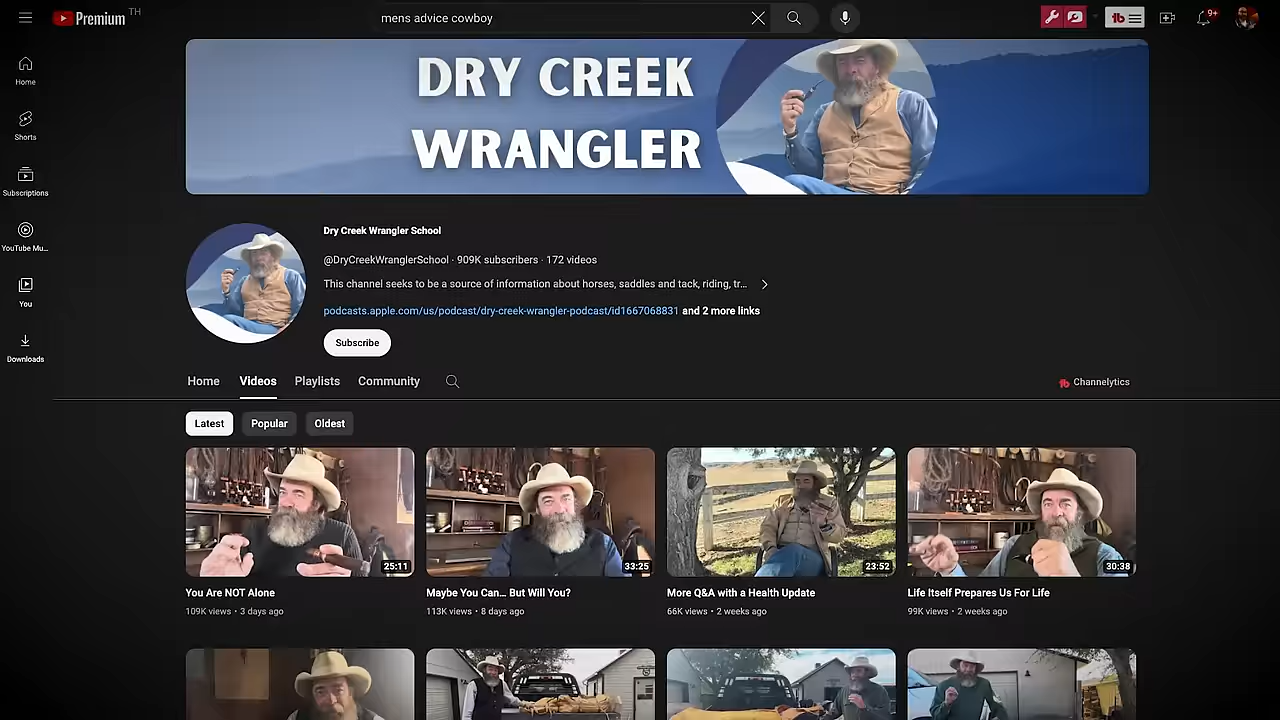 Premium TH
mens advice cowboy
9+
Home
Shorts
Subscriptions
YouTube Mu...
You
Downloads
DRY CREEK
WRANGLER
Dry Creek Wrangler School
@DryCreekWranglerSchool · 909K subscribers · 172 videos
This channel seeks to be a source of information about horses, saddles and tack, riding, tr...
podcasts.apple.com/us/podcast/dry-creek-wrangler-podcast/id1667068831 and 2 more links
Subscribe
Home Videos Playlists Community
Channelytics
Latest Popular Oldest
25:11
33:25
23:52
30:38
You Are NOT Alone
109K views • 3 days ago
Maybe You Can... But Will You?
113K views • 8 days ago
More Q&A with a Health Update
66K views • 2 weeks ago
Life Itself Prepares Us For Life
99K views • 2 weeks ago